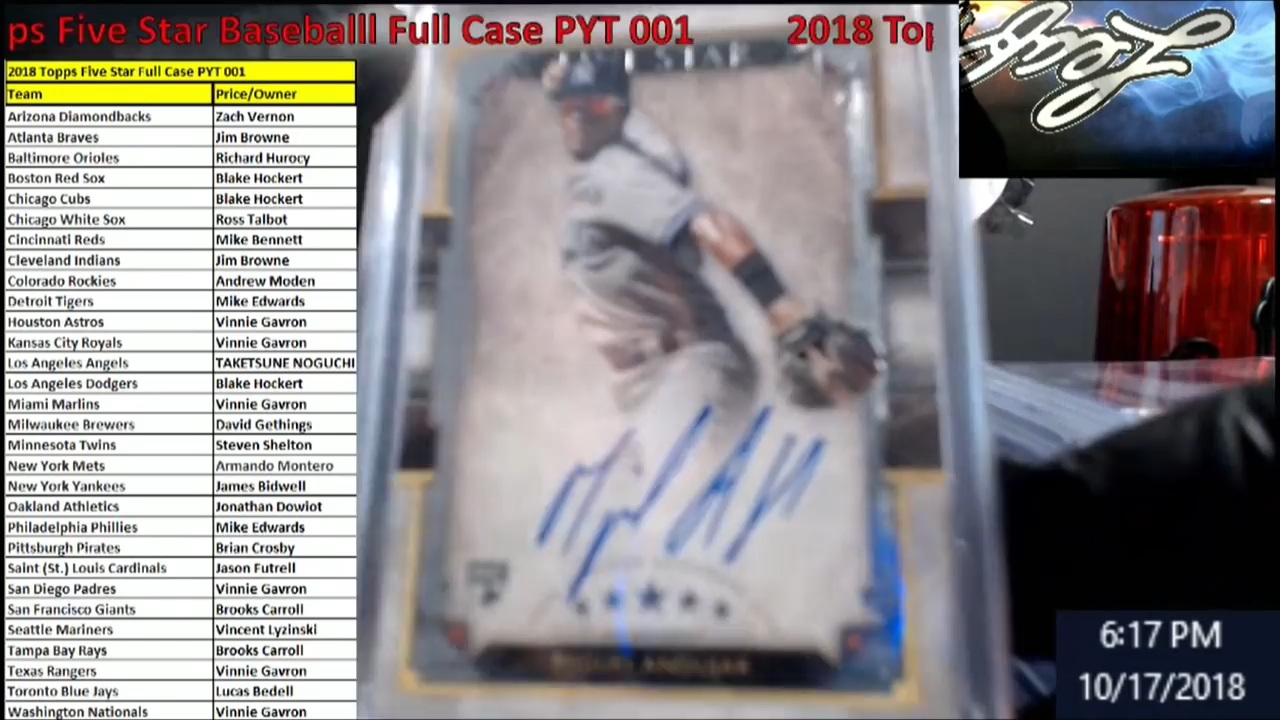 ps Five Star Baseballl Full Case PYT 001 2018 Top
2018 Topps Five Star Full Case PYT 001
Team Price/Owner
Arizona Diamondbacks Zach Vernon
Atlanta Braves Jim Browne
Baltimore Orioles Richard Hurocy
Boston Red Sox Blake Hockert
Chicago Cubs Blake Hockert
Chicago White Sox Ross Talbot
Cincinnati Reds Mike Bennett
Cleveland Indians Jim Browne
Colorado Rockies Andrew Moden
Detroit Tigers Mike Edwards
Houston Astros Vinnie Gavron
Kansas City Royals Vinnie Gavron
Los Angeles Angels TAKETSUNE NOGUCHI
Los Angeles Dodgers Blake Hockert
Miami Marlins Vinnie Gavron
Milwaukee Brewers David Gethings
Minnesota Twins Steven Shelton
New York Mets Armando Montero
New York Yankees James Bidwell
Oakland Athletics Jonathan Dowiot
Philadelphia Phillies Mike Edwards
Pittsburgh Pirates Brian Crosby
Saint (St.) Louis Cardinals Jason Futrell
San Diego Padres Vinnie Gavron
San Francisco Giants Brooks Carroll
Seattle Mariners Vincent Lyzinski
Tampa Bay Rays Brooks Carroll
Texas Rangers Vinnie Gavron
Toronto Blue Jays Lucas Bedell
Washington Nationals Vinnie Gavron
STAR
6:17 PM
10/17/2018